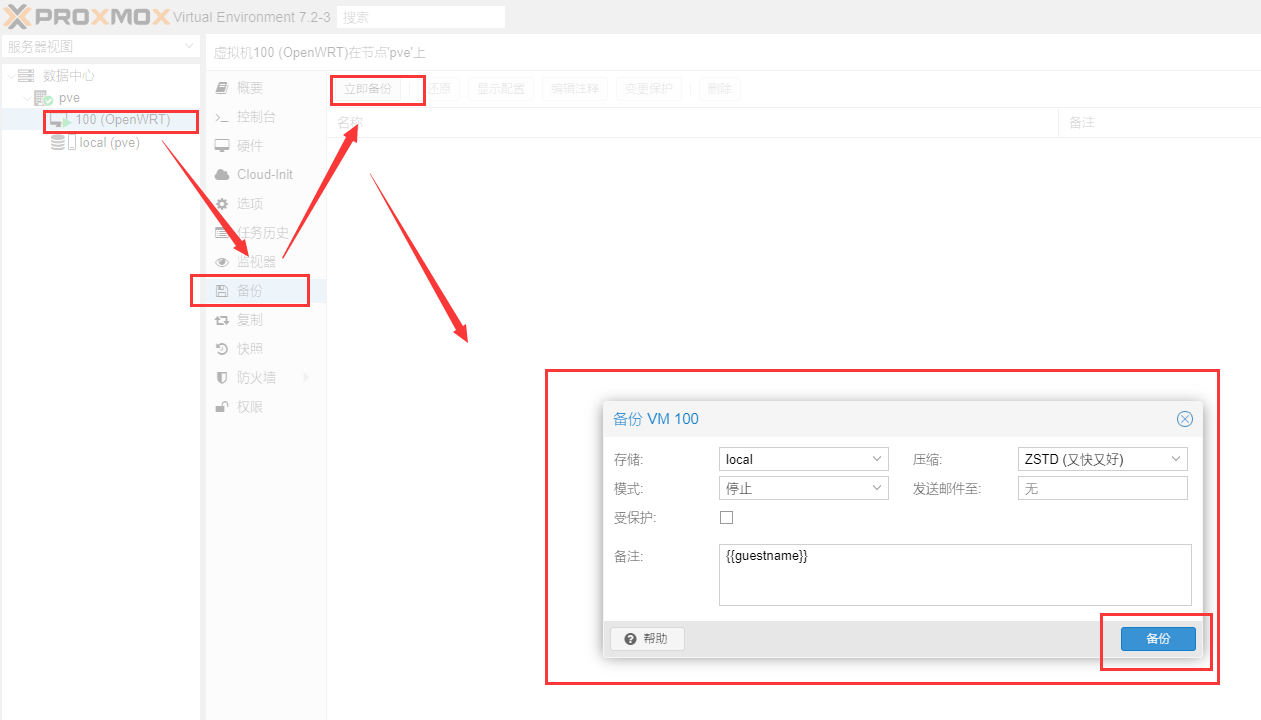 PROXMOX Virtual Environment 7.2-3 搜索
服务器视图
虚拟机100 (OpenWRT)在节点'pve'上
数据中心
pve
100 (OpenWRT)
local (pve)
概要
控制台
硬件
Cloud-Init
选项
任务历史
监视器
备份
复制
快照
防火墙
权限
立即备份 还原 显示配置 编辑注释 变更保护 删除
名称 备注
备份 VM 100
存储: local 压缩: ZSTD (又快又好)
模式: 停止 发送邮件至: 无
受保护:
备注: {{guestname}}
帮助 备份